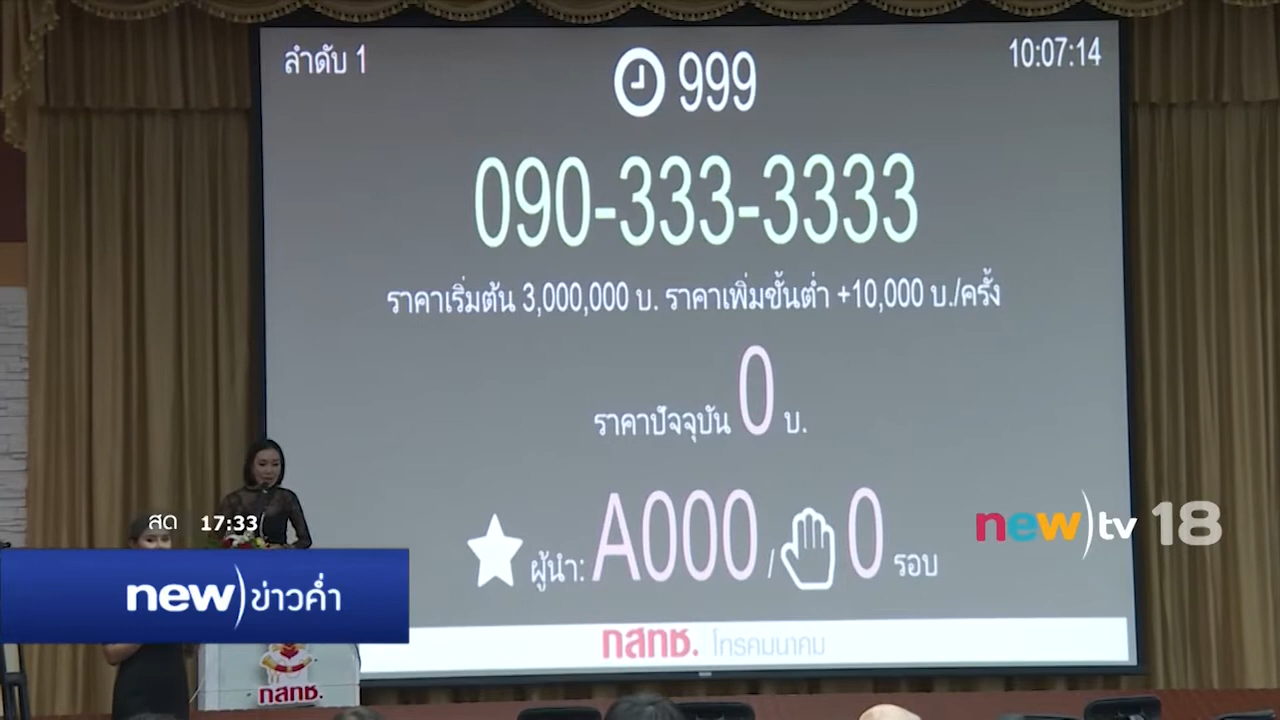 ลำดับ 1
999
10:07:14
090-333-3333
ราคาเริ่มต้น 3,000,000 บ. ราคาเพิ่มขั้นต่ำ +10,000 บ./ครั้ง
ราคาปัจจุบัน 0 บ.
ผู้นำ: A000 / 0 รอบ
new)tv 18
สด 17:33
new)ข่าวค่ำ
กสทช. โทรคมนาคม
กสทช.